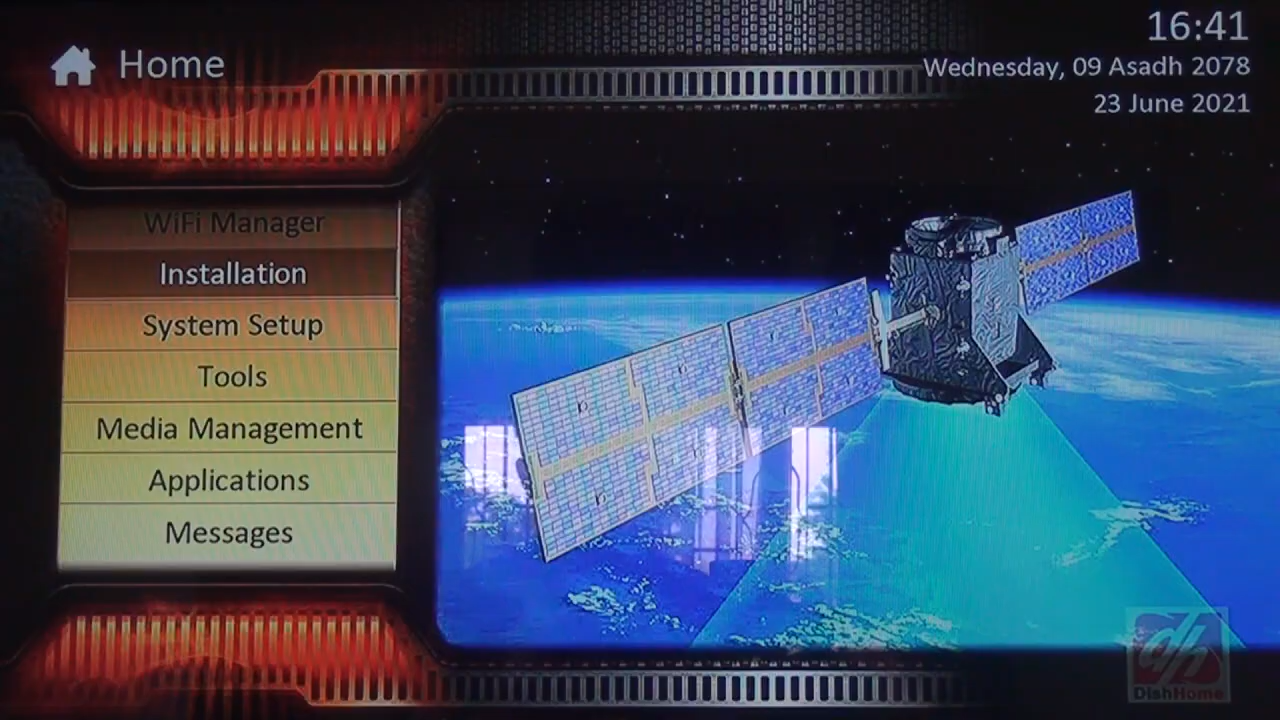 Home
16:41
Wednesday, 09 Asadh 2078
23 June 2021
WiFi Manager
Installation
System Setup
Tools
Media Management
Applications
Messages
dh
DishHome